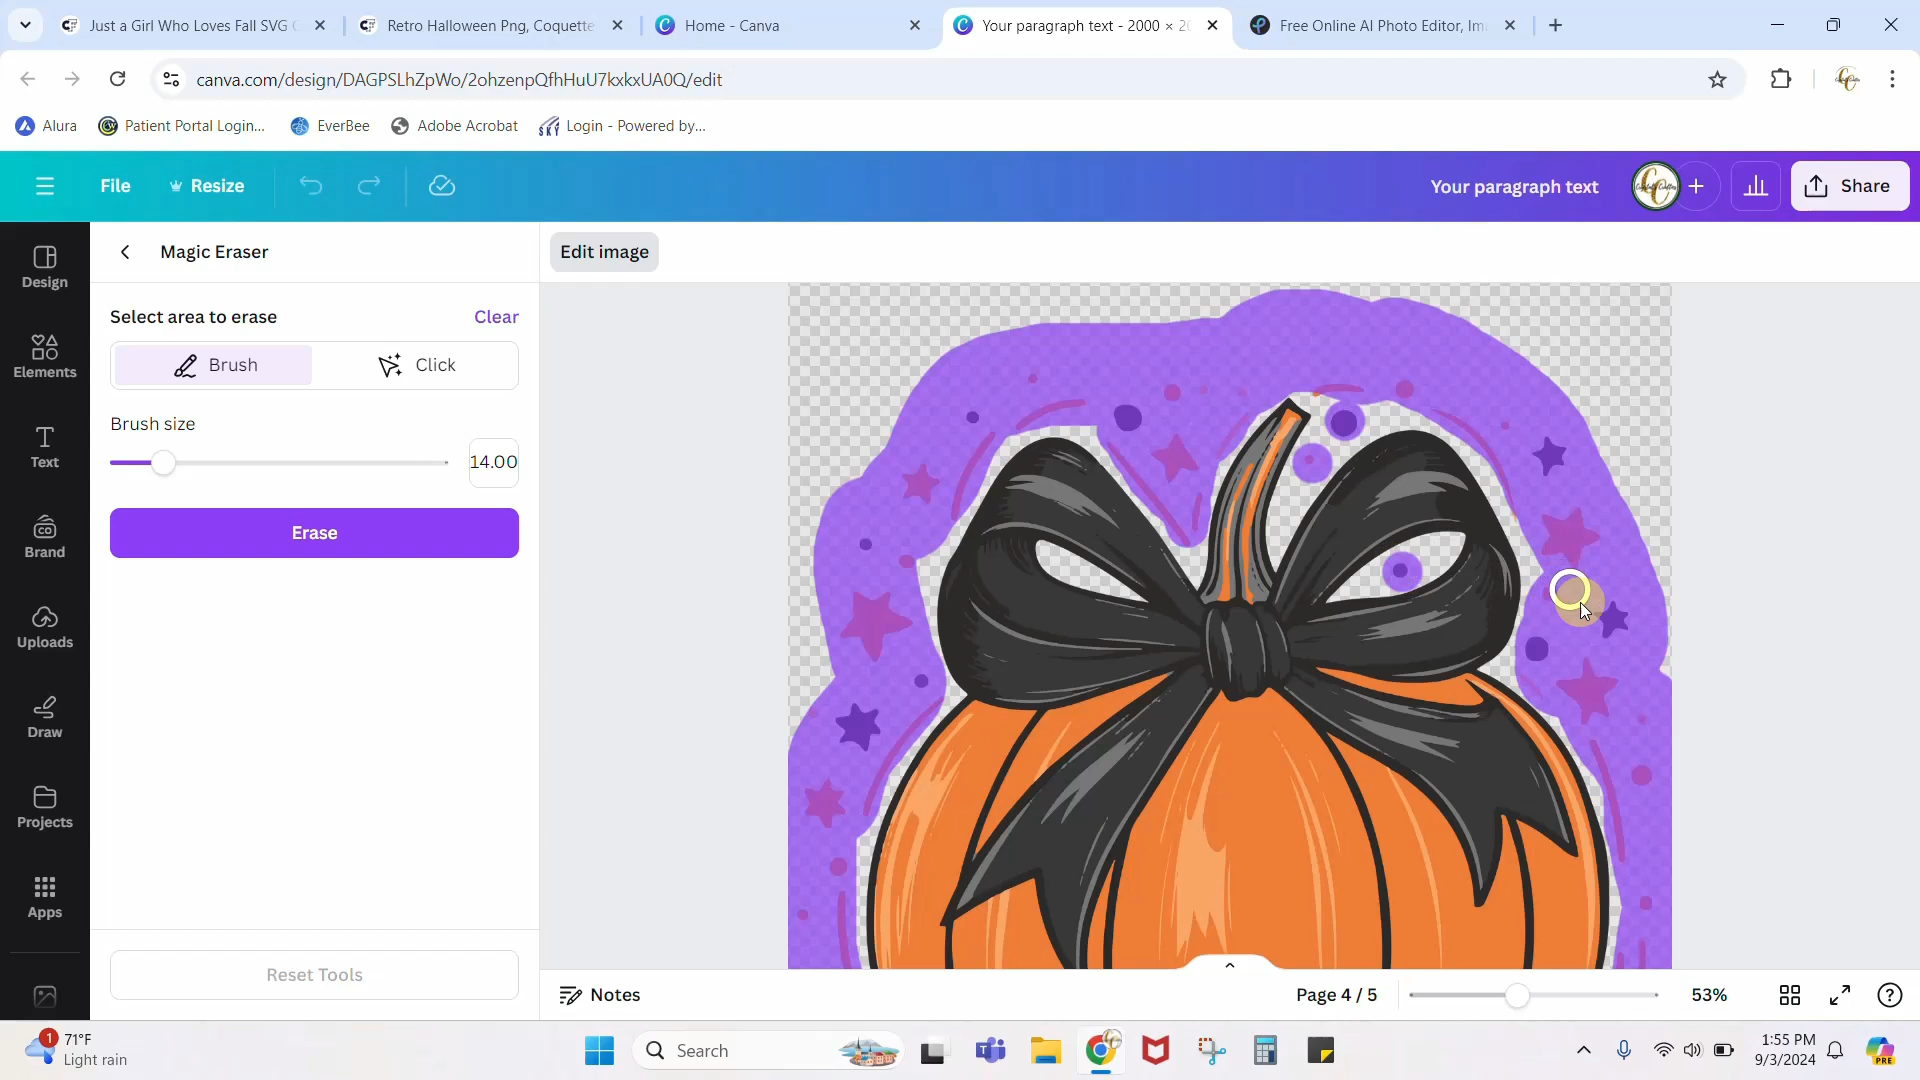 Just a Girl Who Loves Fall SVG C
Retro Halloween Png, Coquette
Home - Canva
Your paragraph text - 2000 × 20
Free Online AI Photo Editor, Im
canva.com/design/DAGPSLhZpWo/2ohzenpQfhHuU7kxkxUA0Q/edit
Alura
Patient Portal Login...
EverBee
Adobe Acrobat
Login - Powered by...
File
Resize
Your paragraph text
Share
Design
Elements
Text
Brand
Uploads
Draw
Projects
Apps
Magic Eraser
Edit image
Select area to erase
Clear
Brush
Click
Brush size
14.00
Erase
Reset Tools
Notes
Page 4 / 5
53%
1
71°F
Light rain
Search
PRE
1:55 PM
9/3/2024